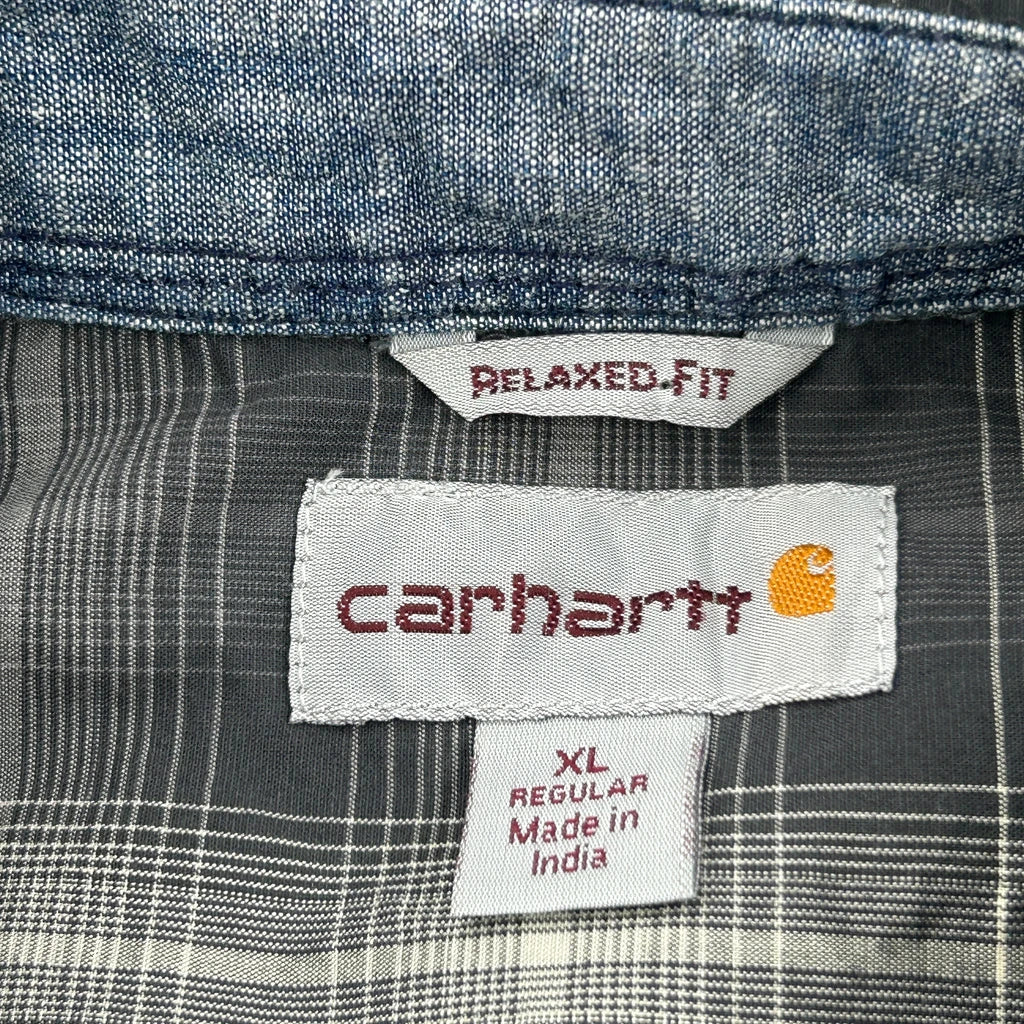 RELAXED-FIT
carhartt
XL
REGULAR
Made in
India